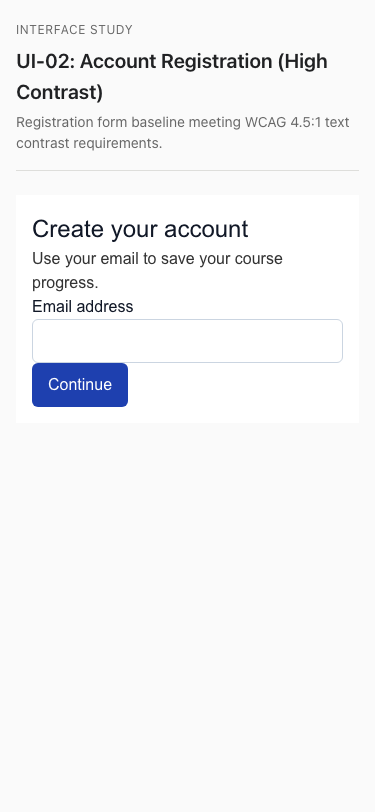 INTERFACE STUDY
UI-02: Account Registration (High
Contrast)
Registration form baseline meeting WCAG 4.5:1 text
contrast requirements.
Create your account
Use your email to save your course
progress.
Email address
Continue